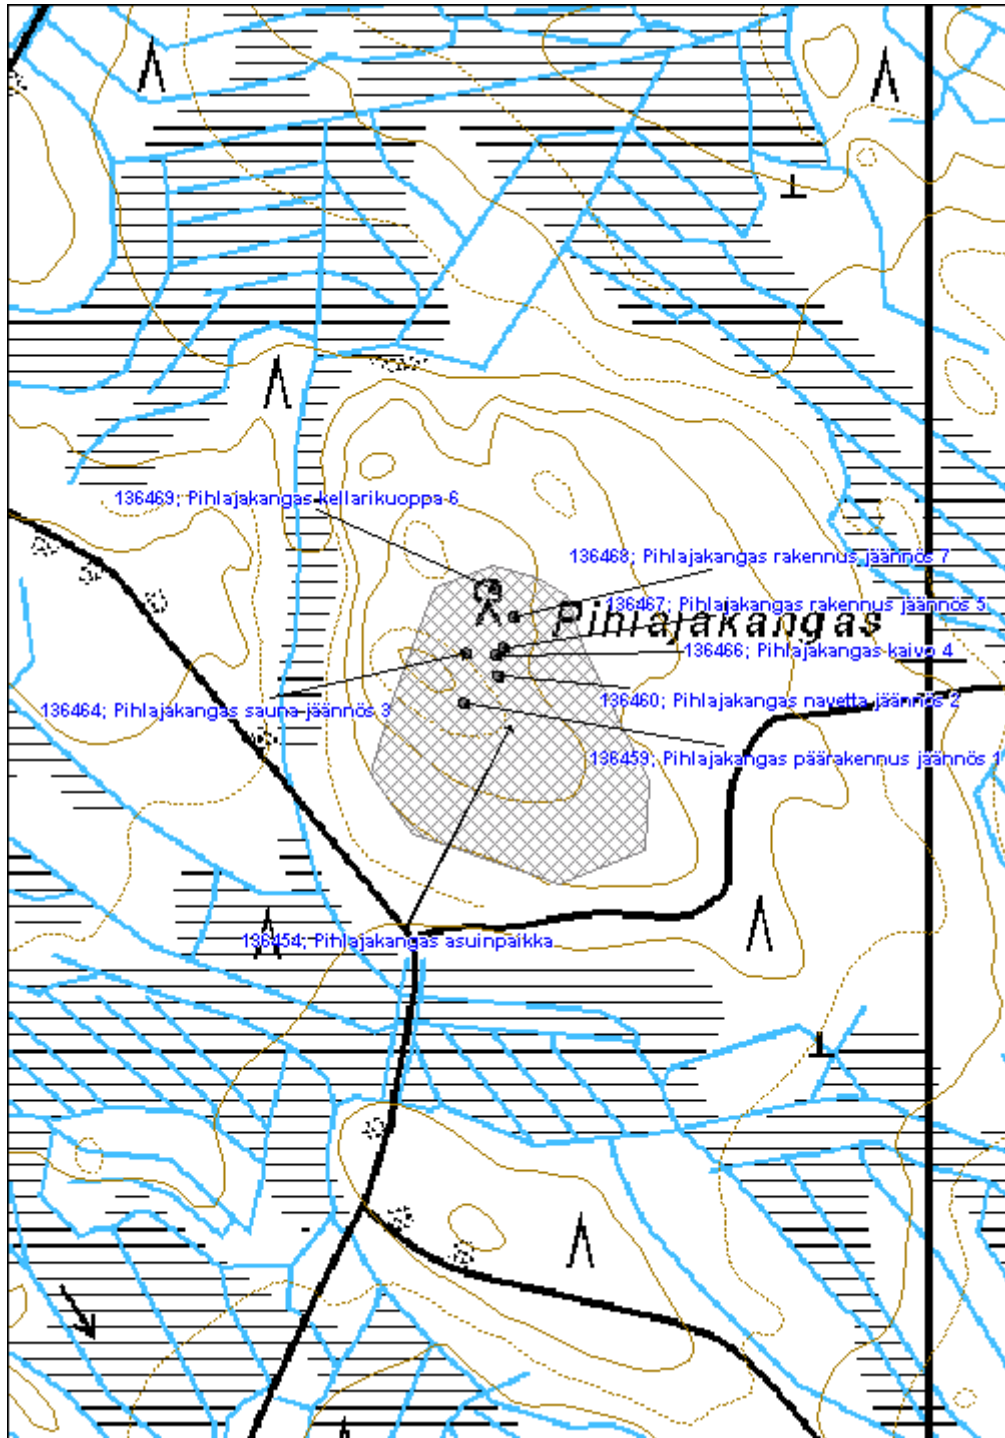 136469; Pihlajakangas kellarikuoppa 6
136468; Pihlajakangas rakennus jäännös 7
136467; Pihlajakangas rakennus jäännös 5
Pihlajakangas
136466; Pihlajakangas kaivo 4
136460; Pihlajakangas navetta jäännös 2
136464; Pihlajakangas sauna jäännös 3
136459; Pihlajakangas päärakennus jäännös 1
136454; Pihlajakangas asuinpaikka